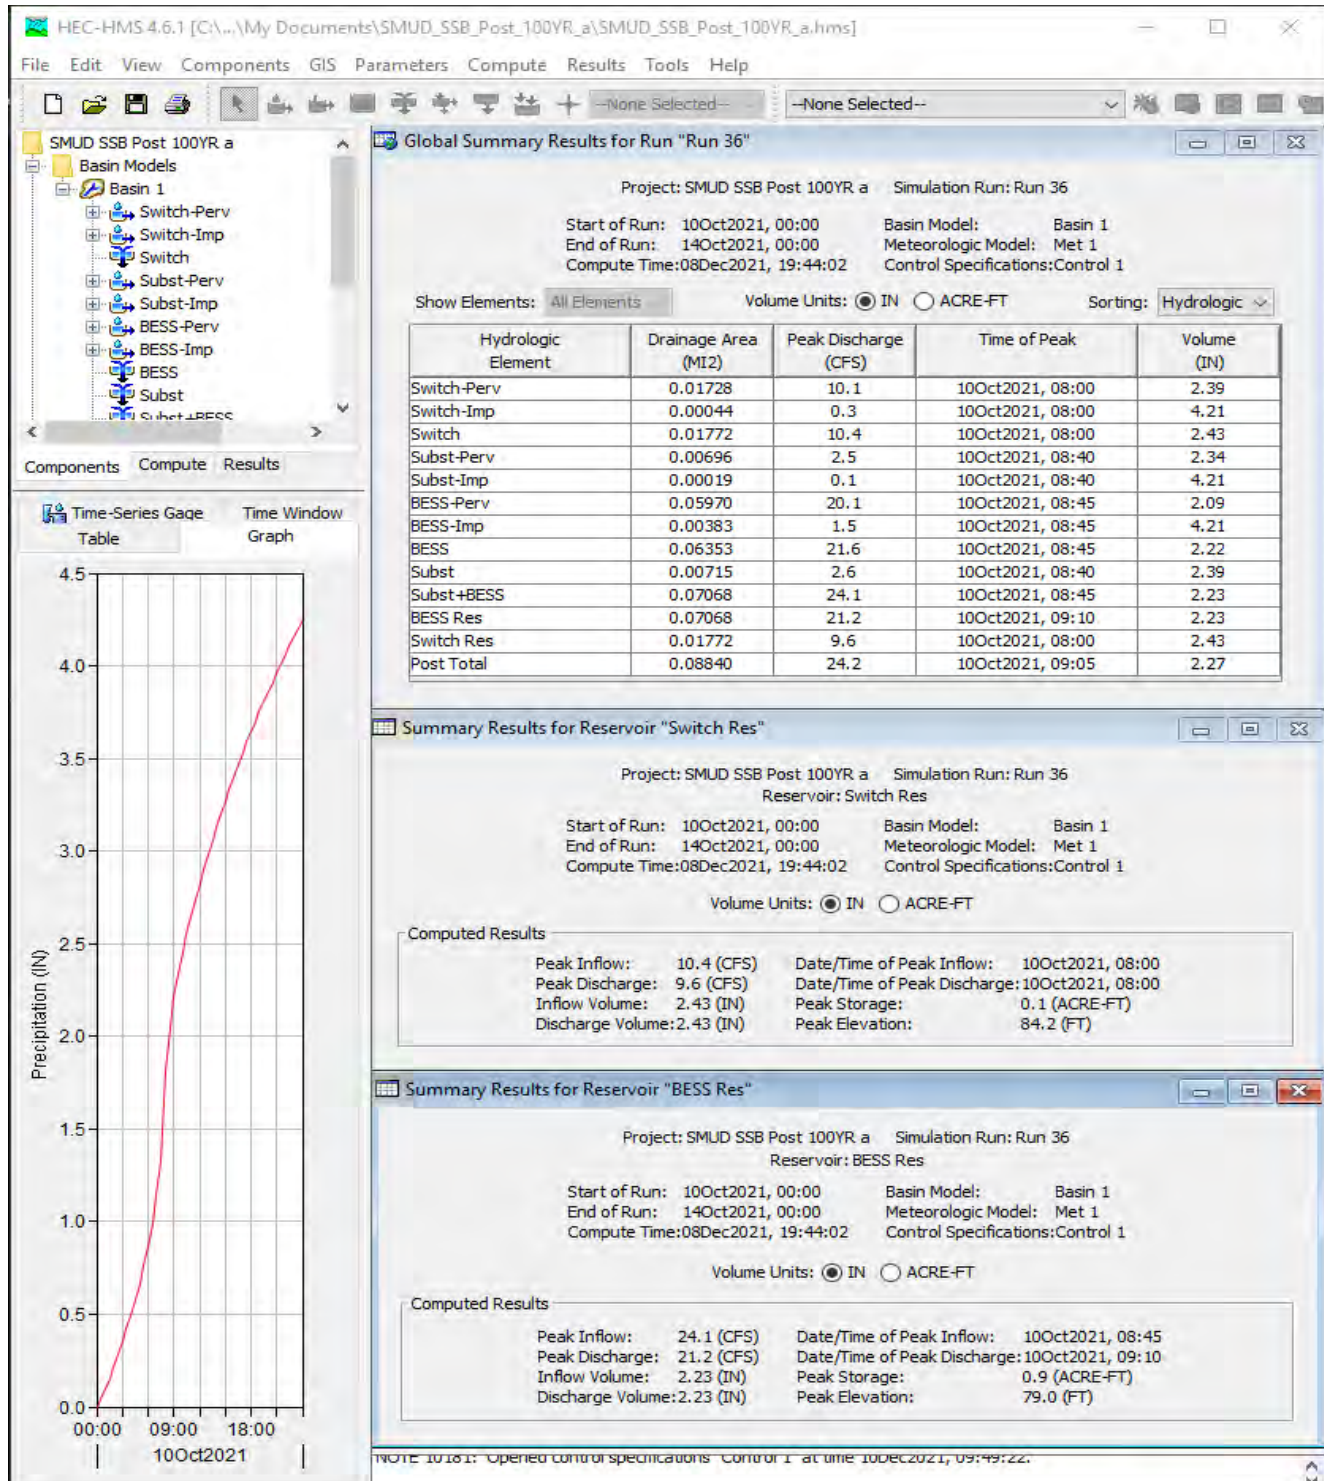 HEC-HMS 4.6.1 [C:\...\My Documents\SMUD_SSB_Post_100YR_a\SMUD_SSB_Post_100YR_a.hms]
File Edit View Components GIS Parameters Compute Results Tools Help
--None Selected-- --None Selected--
SMUD SSB Post 100YR a
Basin Models
Basin 1
Switch-Perv
Switch-Imp
Switch
Subst-Perv
Subst-Imp
BESS-Perv
BESS-Imp
BESS
Subst
Subst+BESS
Components Compute Results
Time-Series Gage Time Window
Table Graph
4.5
4.0
3.5
3.0
2.5
2.0
1.5
1.0
0.5
0.0
Precipitation (IN)
00:00 09:00 18:00
10Oct2021
Global Summary Results for Run "Run 36"
Project: SMUD SSB Post 100YR a Simulation Run: Run 36
Start of Run: 10Oct2021, 00:00 Basin Model: Basin 1
End of Run: 14Oct2021, 00:00 Meteorologic Model: Met 1
Compute Time:08Dec2021, 19:44:02 Control Specifications:Control 1
Show Elements: All Elements Volume Units: IN ACRE-FT Sorting: Hydrologic
Hydrologic Element Drainage Area (MI2) Peak Discharge (CFS) Time of Peak Volume (IN)
Switch-Perv 0.01728 10.1 10Oct2021, 08:00 2.39
Switch-Imp 0.00044 0.3 10Oct2021, 08:00 4.21
Switch 0.01772 10.4 10Oct2021, 08:00 2.43
Subst-Perv 0.00696 2.5 10Oct2021, 08:40 2.34
Subst-Imp 0.00019 0.1 10Oct2021, 08:40 4.21
BESS-Perv 0.05970 20.1 10Oct2021, 08:45 2.09
BESS-Imp 0.00383 1.5 10Oct2021, 08:45 4.21
BESS 0.06353 21.6 10Oct2021, 08:45 2.22
Subst 0.00715 2.6 10Oct2021, 08:40 2.39
Subst+BESS 0.07068 24.1 10Oct2021, 08:45 2.23
BESS Res 0.07068 21.2 10Oct2021, 09:10 2.23
Switch Res 0.01772 9.6 10Oct2021, 08:00 2.43
Post Total 0.08840 24.2 10Oct2021, 09:05 2.27
Summary Results for Reservoir "Switch Res"
Project: SMUD SSB Post 100YR a Simulation Run: Run 36
Reservoir: Switch Res
Start of Run: 10Oct2021, 00:00 Basin Model: Basin 1
End of Run: 14Oct2021, 00:00 Meteorologic Model: Met 1
Compute Time:08Dec2021, 19:44:02 Control Specifications:Control 1
Volume Units: IN ACRE-FT
Computed Results
Peak Inflow: 10.4 (CFS) Date/Time of Peak Inflow: 10Oct2021, 08:00
Peak Discharge: 9.6 (CFS) Date/Time of Peak Discharge:10Oct2021, 08:00
Inflow Volume: 2.43 (IN) Peak Storage: 0.1 (ACRE-FT)
Discharge Volume:2.43 (IN) Peak Elevation: 84.2 (FT)
Summary Results for Reservoir "BESS Res"
Project: SMUD SSB Post 100YR a Simulation Run: Run 36
Reservoir: BESS Res
Start of Run: 10Oct2021, 00:00 Basin Model: Basin 1
End of Run: 14Oct2021, 00:00 Meteorologic Model: Met 1
Compute Time:08Dec2021, 19:44:02 Control Specifications:Control 1
Volume Units: IN ACRE-FT
Computed Results
Peak Inflow: 24.1 (CFS) Date/Time of Peak Inflow: 10Oct2021, 08:45
Peak Discharge: 21.2 (CFS) Date/Time of Peak Discharge:10Oct2021, 09:10
Inflow Volume: 2.23 (IN) Peak Storage: 0.9 (ACRE-FT)
Discharge Volume:2.23 (IN) Peak Elevation: 79.0 (FT)
NOTE 10181: Opened control specifications "Control 1" at time 10Dec2021, 09:49:22.